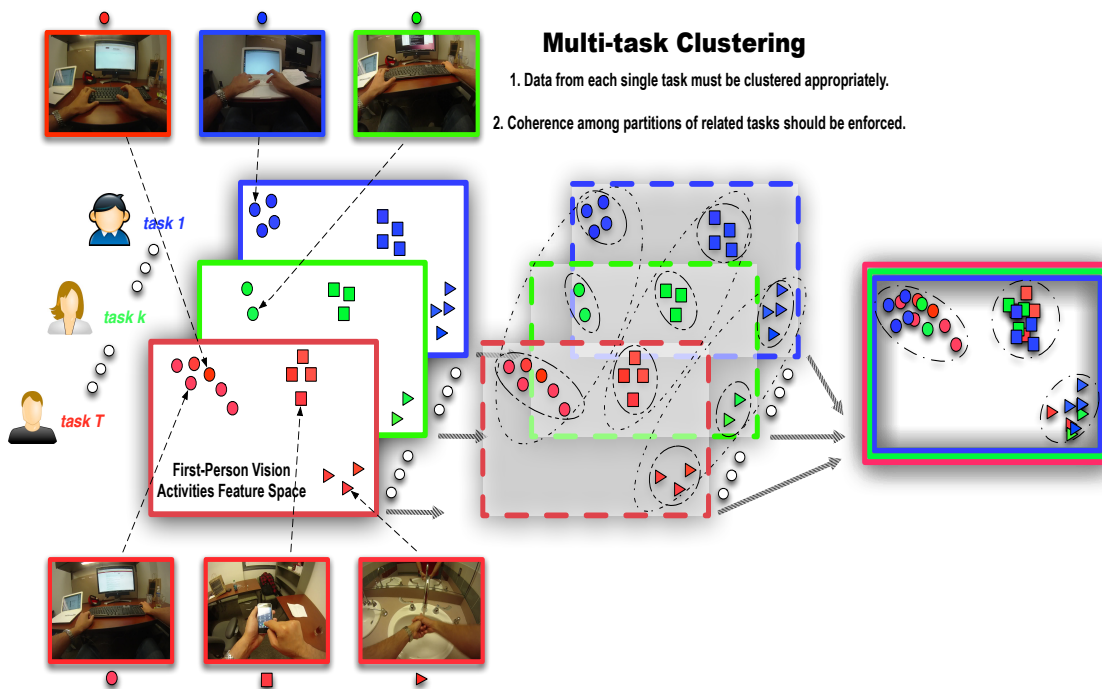 Multi-task Clustering
1. Data from each single task must be clustered appropriately.
2. Coherence among partitions of related tasks should be enforced.
task 1
task k
task T
First-Person Vision
Activities Feature Space